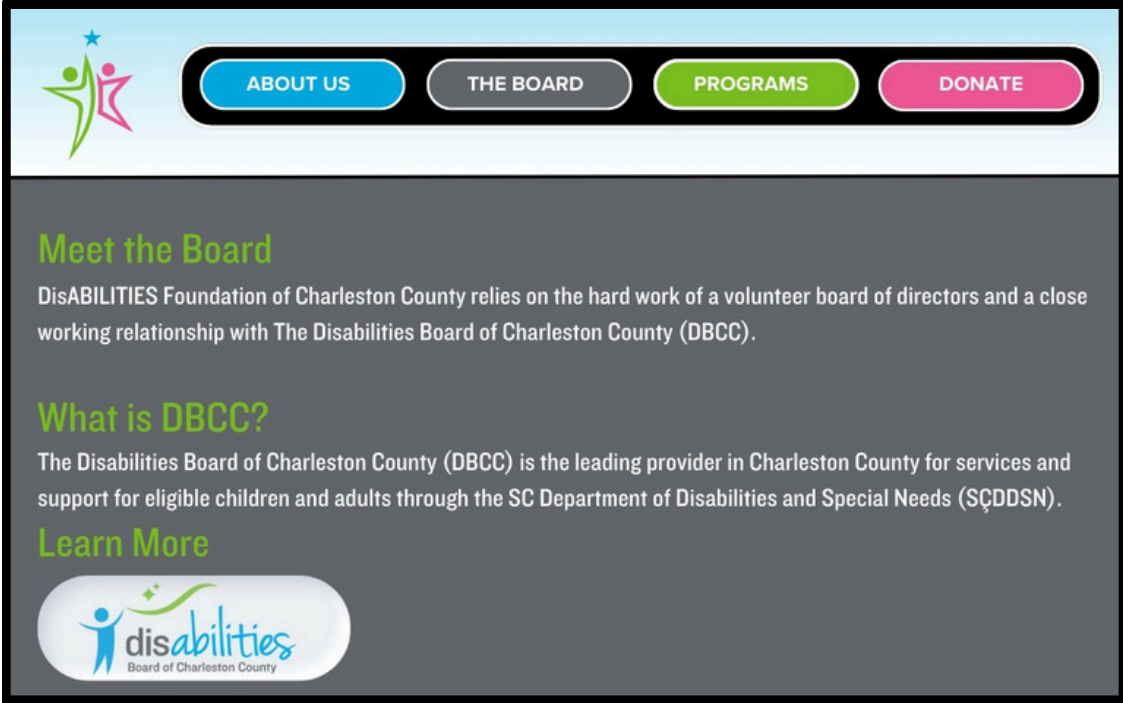 ABOUT US
THE BOARD
PROGRAMS
DONATE
Meet the Board
DisABILITIES Foundation of Charleston County relies on the hard work of a volunteer board of directors and a close
working relationship with The Disabilities Board of Charleston County (DBCC).
What is DBCC?
The Disabilities Board of Charleston County (DBCC) is the leading provider in Charleston County for services and
support for eligible children and adults through the SC Department of Disabilities and Special Needs (SÇDDSN).
Learn More
disabilities
Board of Charleston County